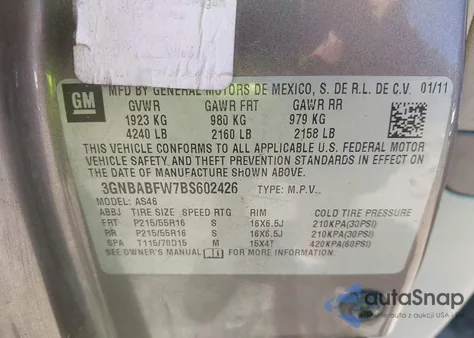 GM
MFD BY GENERAL MOTORS DE MEXICO, S. DE R.L. DE C.V. 01/11
GVWR GAWR FRT GAWR RR
1923 KG 980 KG 979 KG
4240 LB 2160 LB 2158 LB
THIS VEHICLE CONFORMS TO ALL APPLICABLE U.S. FEDERAL MOTOR
VEHICLE SAFETY AND THEFT PREVENTION STANDARDS IN EFFECT ON
THE DATE OF MANUFACTURE SHOWN ABOVE.
3GNBABFW7BS602426 TYPE: M.P.V.
MODEL: AS46
ABBJ TIRE SIZE SPEED RTG RIM COLD TIRE PRESSURE
FRT P215/55R16 S 16X6.5J 210KPA(30PSI)
RR P215/55R16 S 16X6.5J 210KPA(30PSI)
SPA T115/70D15 M 15X4T 420KPA(60PSI)
SEE OWNER'S MANUAL FOR MORE INFORMATION.
autaSnap
www.autaz.usa